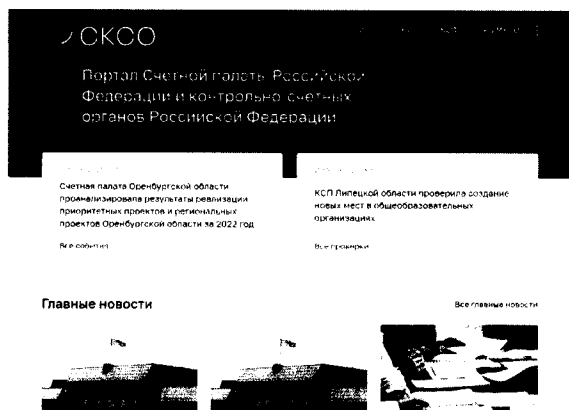 СКСО
Портал Счетной палаты Российской
Федерации и контрольно-счетных
органов Российской Федерации
Счетная палата Оренбургской области
проанализировала результаты реализации
приоритетных проектов и региональных
проектов Оренбургской области за 2022 год
Все события
КСП Липецкой области проверила создание
новых мест в общеобразовательных
организациях
Все проверки
Главные новости
Все главные новости